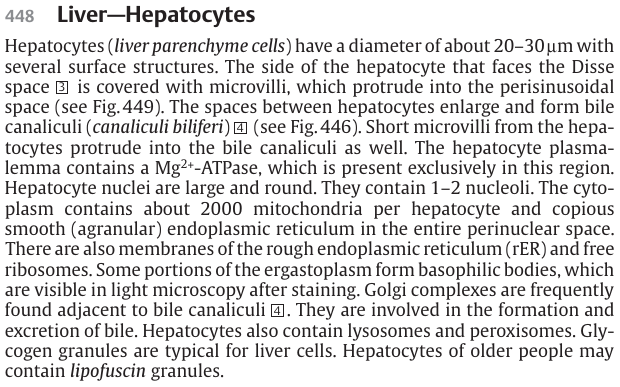 448 Liver—Hepatocytes
Hepatocytes (liver parenchyme cells) have a diameter of about 20–30 µm with
several surface structures. The side of the hepatocyte that faces the Disse
space 3 is covered with microvilli, which protrude into the perisinusoidal
space (see Fig. 449). The spaces between hepatocytes enlarge and form bile
canaliculi (canaliculi biliferi) 4 (see Fig. 446). Short microvilli from the hepa-
tocytes protrude into the bile canaliculi as well. The hepatocyte plasma-
lemma contains a Mg²⁺-ATPase, which is present exclusively in this region.
Hepatocyte nuclei are large and round. They contain 1–2 nucleoli. The cyto-
plasm contains about 2000 mitochondria per hepatocyte and copious
smooth (agranular) endoplasmic reticulum in the entire perinuclear space.
There are also membranes of the rough endoplasmic reticulum (rER) and free
ribosomes. Some portions of the ergastoplasm form basophilic bodies, which
are visible in light microscopy after staining. Golgi complexes are frequently
found adjacent to bile canaliculi 4. They are involved in the formation and
excretion of bile. Hepatocytes also contain lysosomes and peroxisomes. Gly-
cogen granules are typical for liver cells. Hepatocytes of older people may
contain lipofuscin granules.